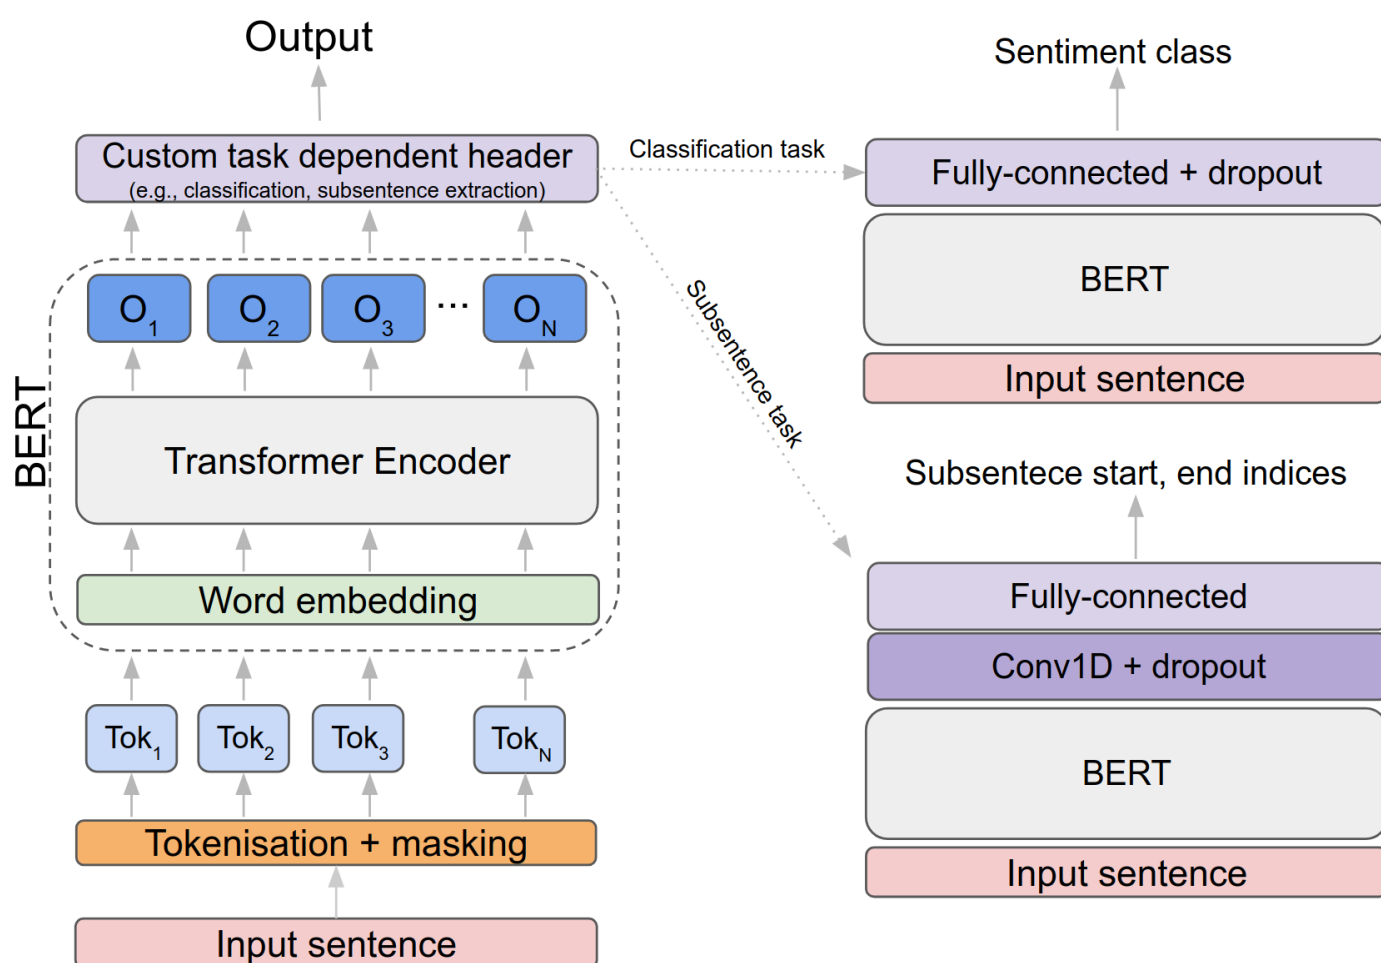 Output
Custom task dependent header
(e.g., classification, subsentence extraction)
O1 O2 O3 ... ON
BERT
Transformer Encoder
Word embedding
Tok1 Tok2 Tok3 TokN
Tokenisation + masking
Input sentence
Classification task
Subsentence task
Sentiment class
Fully-connected + dropout
BERT
Input sentence
Subsentece start, end indices
Fully-connected
Conv1D + dropout
BERT
Input sentence